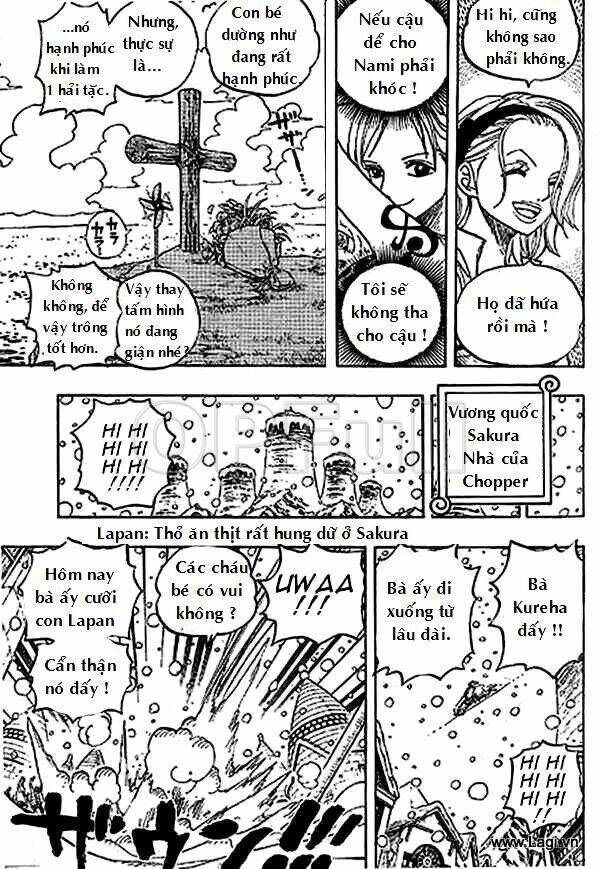 Hi hi, cũng
không sao
phải không.
Họ đã hứa
rồi mà !
Nếu cậu
để cho
Nami phải
khóc !
Tôi sẽ
không tha
cho cậu !
Con bé
dường như
đang rất
hạnh phúc.
Nhưng,
thực sự
là...
...nó
hạnh phúc
khi làm
1 hải tặc.
Vậy thay
tấm hình
nó đang
giận nhé?
Không
không, để
vậy trông
tốt hơn.
Vương quốc
Sakura
Nhà của
Chopper
OPFull
HI HI
HI HI
HI HI
!!!!
Lapan: Thỏ ăn thịt rất hung dữ ở Sakura
Bà
Kureha
đấy !!
Bà ấy đi
xuống từ
lâu đài.
HI HI
HI HI
HI HI
!!!
UWAA
!!!
Các cháu
bé có vui
không ?
Hôm nay
bà ấy cưỡi
con Lapan
Cẩn thận
nó đấy !
www.Lagi.vn